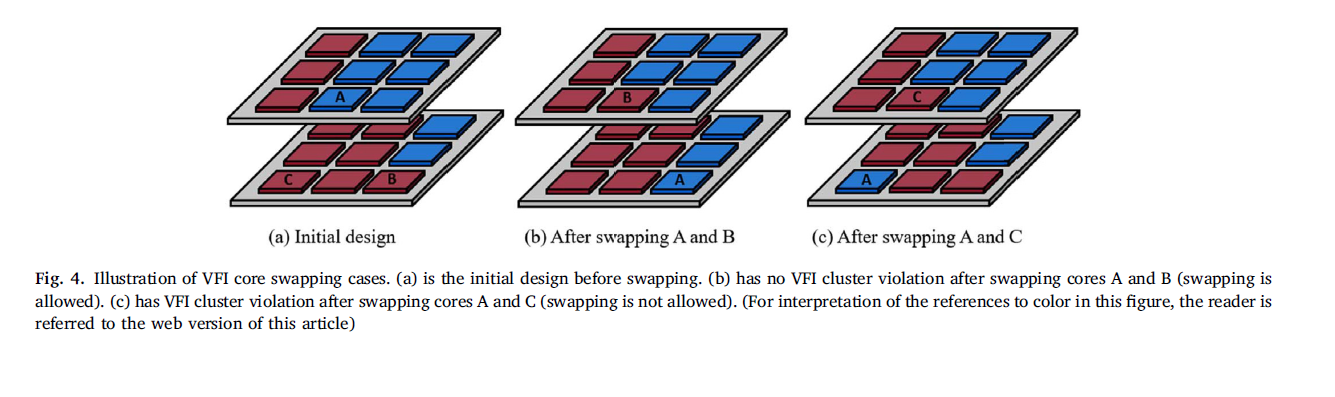 A
B
C
C
B
A
A
(a) Initial design
(b) After swapping A and B
(c) After swapping A and C
Fig. 4. Illustration of VFI core swapping cases. (a) is the initial design before swapping. (b) has no VFI cluster violation after swapping cores A and B (swapping is
allowed). (c) has VFI cluster violation after swapping cores A and C (swapping is not allowed). (For interpretation of the references to color in this figure, the reader is
referred to the web version of this article)